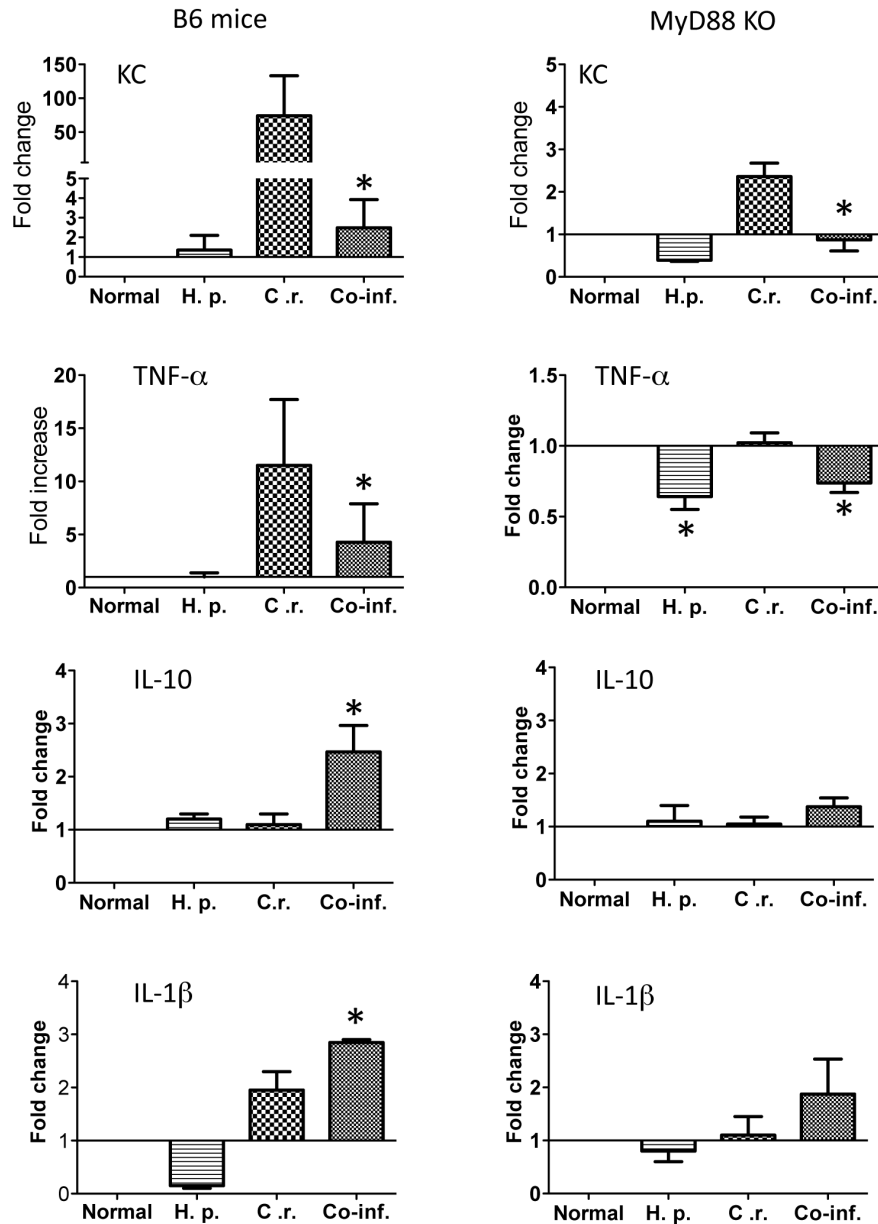 B6 mice
MyD88 KO
KC
Fold change
150
100
50
5
4
3
2
1
0
*
Normal H. p. C .r. Co-inf.
KC
Fold change
5
4
3
2
1
0
*
Normal H.p. C.r. Co-inf.
TNF-α
Fold increase
20
15
10
5
0
*
Normal H. p. C .r. Co-inf.
TNF-α
Fold change
1.5
1.0
0.5
0.0
*
*
Normal H. p. C .r. Co-inf.
IL-10
Fold change
4
3
2
1
0
*
Normal H. p. C.r. Co-inf.
IL-10
Fold change
4
3
2
1
0
Normal H. p. C .r. Co-inf.
IL-1β
Fold change
4
3
2
1
0
*
Normal H. p. C .r. Co-inf.
IL-1β
Fold change
4
3
2
1
0
Normal H. p. C .r. Co-inf.